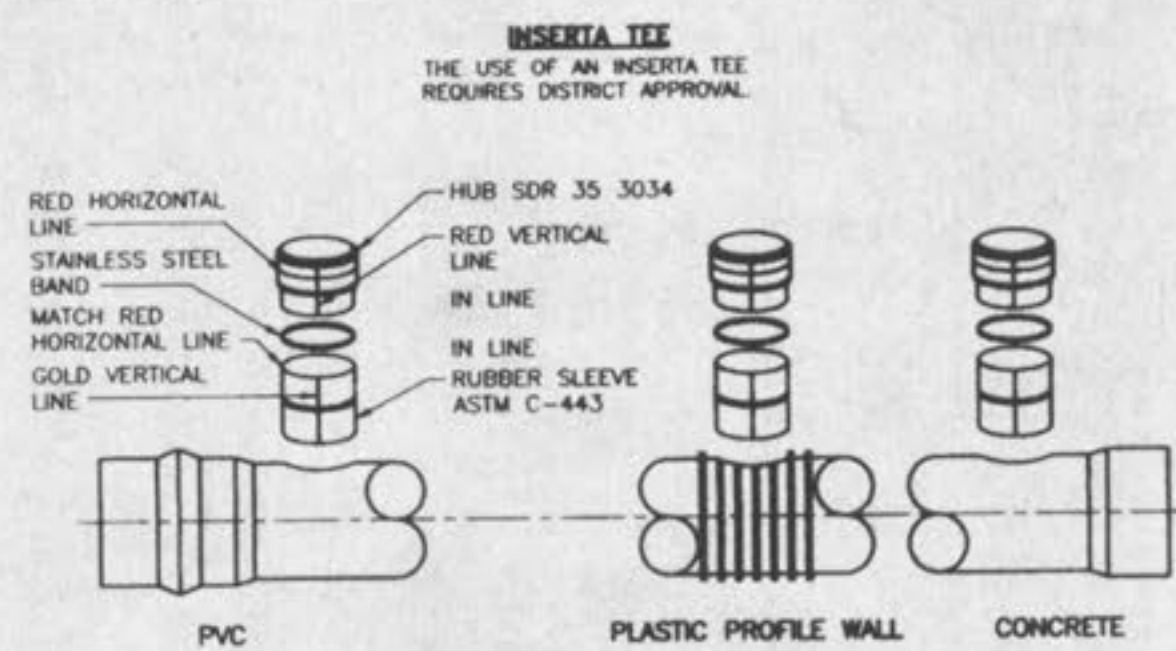 INSERTA TEE
THE USE OF AN INSERTA TEE
REQUIRES DISTRICT APPROVAL.
RED HORIZONTAL
LINE
STAINLESS STEEL
BAND
MATCH RED
HORIZONTAL LINE
GOLD VERTICAL
LINE
HUB SDR 35 3034
RED VERTICAL
LINE
IN LINE
IN LINE
RUBBER SLEEVE
ASTM C-443
PVC
PLASTIC PROFILE WALL
CONCRETE